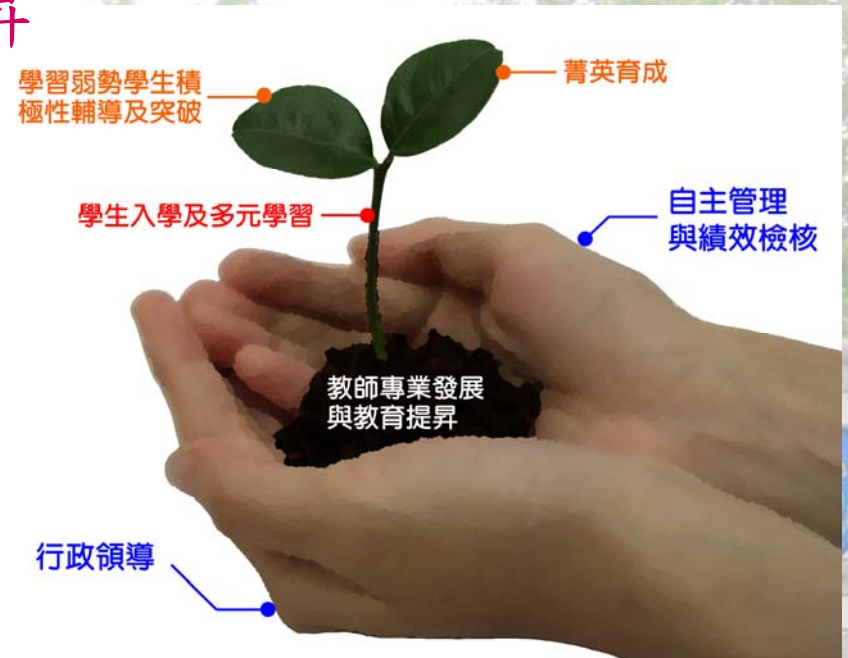 昇
學習弱勢學生積
極性輔導及突破
菁英育成
學生入學及多元學習
自主管理
與績效檢核
教師專業發展
與教育提昇
行政領導